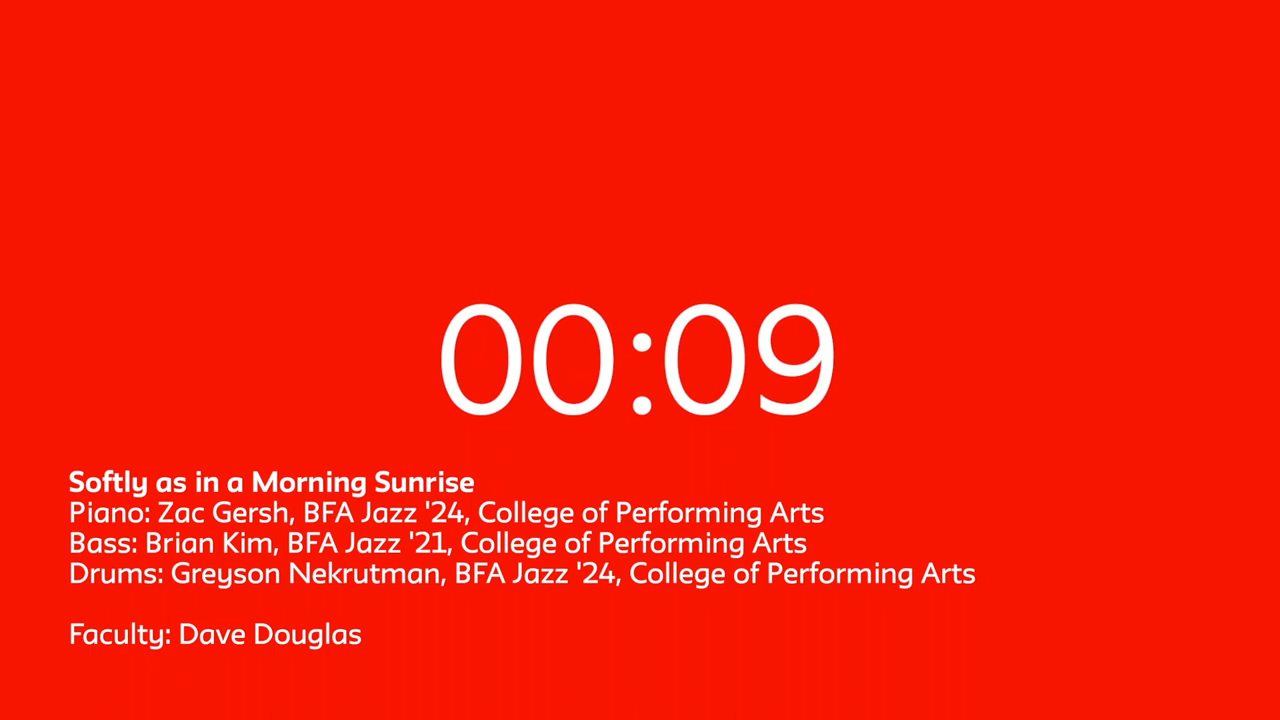 00:09
Softly as in a Morning Sunrise
Piano: Zac Gersh, BFA Jazz '24, College of Performing Arts
Bass: Brian Kim, BFA Jazz '21, College of Performing Arts
Drums: Greyson Nekrutman, BFA Jazz '24, College of Performing Arts
Faculty: Dave Douglas